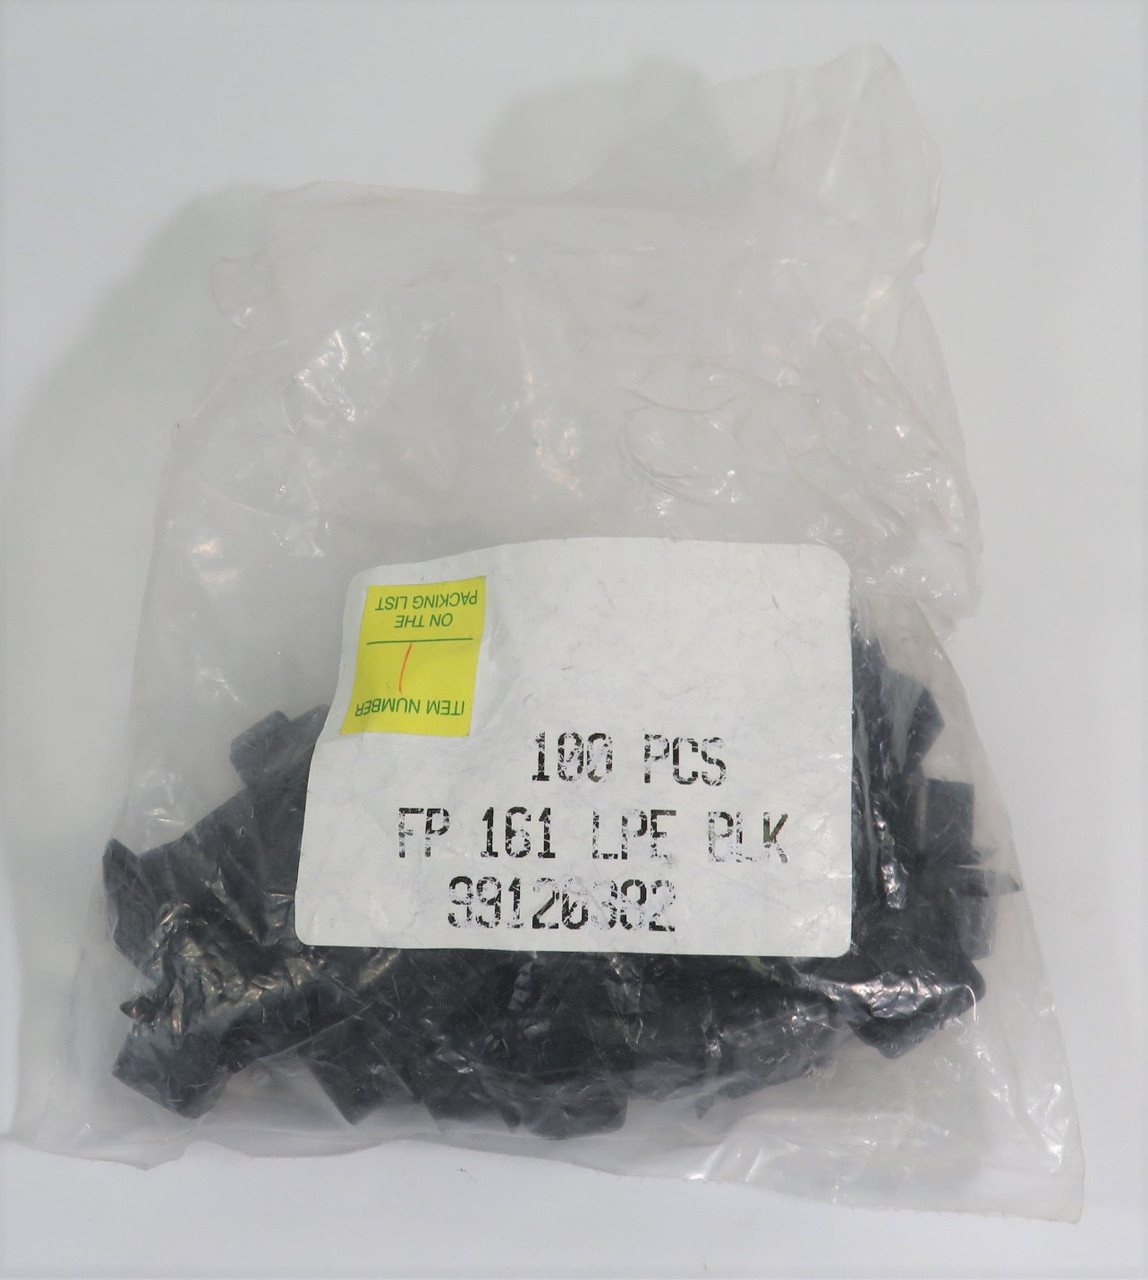 ITEM NUMBER
1
ON THE
PACKING LIST
100 PCS
FP 161 LPE BLK
99126382